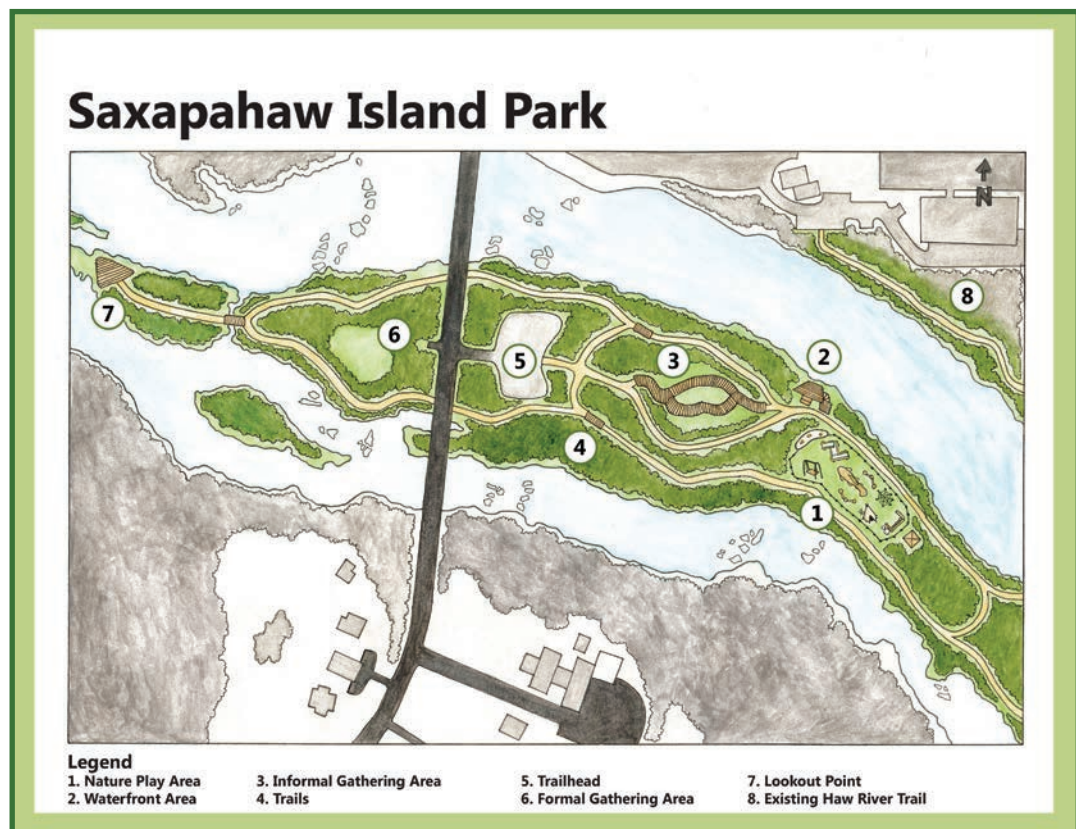 Saxapahaw Island Park
N
7
6
5
3
2
8
4
1
Legend
1. Nature Play Area
2. Waterfront Area
3. Informal Gathering Area
4. Trails
5. Trailhead
6. Formal Gathering Area
7. Lookout Point
8. Existing Haw River Trail